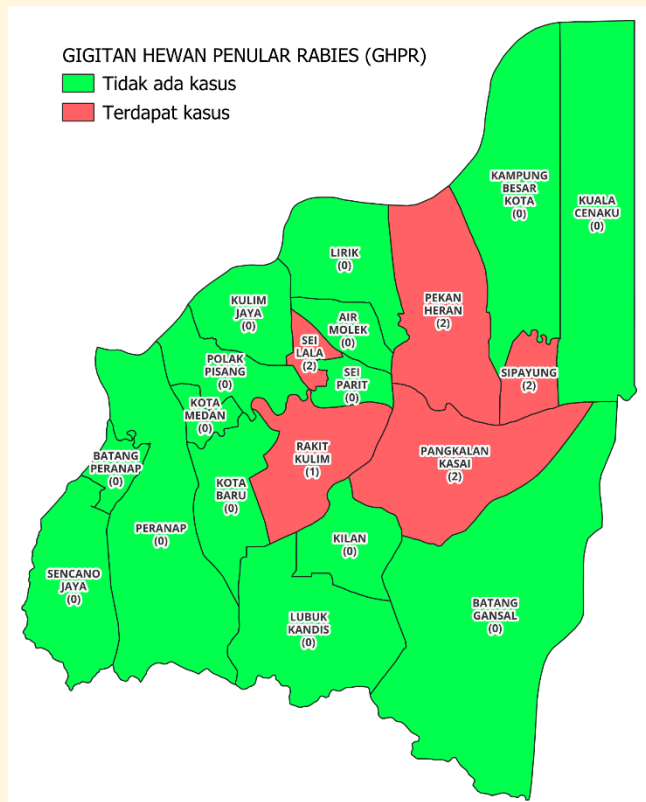 GIGITAN HEWAN PENULAR RABIES (GHPR)
Tidak ada kasus
Terdapat kasus
KAMPUNG
BESAR
KOTA
(0)
KUALA
CENAKU
(0)
LIRIK
(0)
PEKAN
HERAN
(2)
KULIM
JAYA
(0)
AIR
MOLEK
(0)
SEI
LALA
(2)
POLAK
PISANG
(0)
SEI
PARIT
(0)
SIPAYUNG
(2)
KOTA
MEDAN
(0)
RAKIT
KULIM
(1)
PANGKALAN
KASAI
(2)
BATANG
PERANAP
(0)
KOTA
BARU
(0)
PERANAP
(0)
KILAN
(0)
SENCANO
JAYA
(0)
LUBUK
KANDIS
(0)
BATANG
GANSAL
(0)